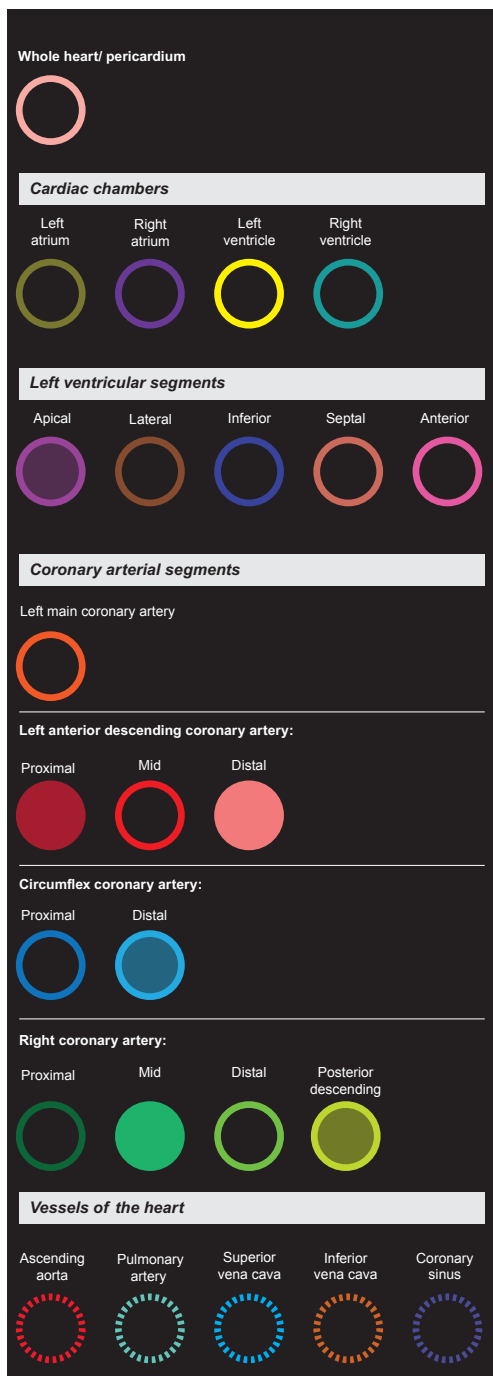 Whole heart/ pericardium
Cardiac chambers
Left
atrium
Right
atrium
Left
ventricle
Right
ventricle
Left ventricular segments
Apical
Lateral
Inferior
Septal
Anterior
Coronary arterial segments
Left main coronary artery
Left anterior descending coronary artery:
Proximal
Mid
Distal
Circumflex coronary artery:
Proximal
Distal
Right coronary artery:
Proximal
Mid
Distal
Posterior
descending
Vessels of the heart
Ascending
aorta
Pulmonary
artery
Superior
vena cava
Inferior
vena cava
Coronary
sinus